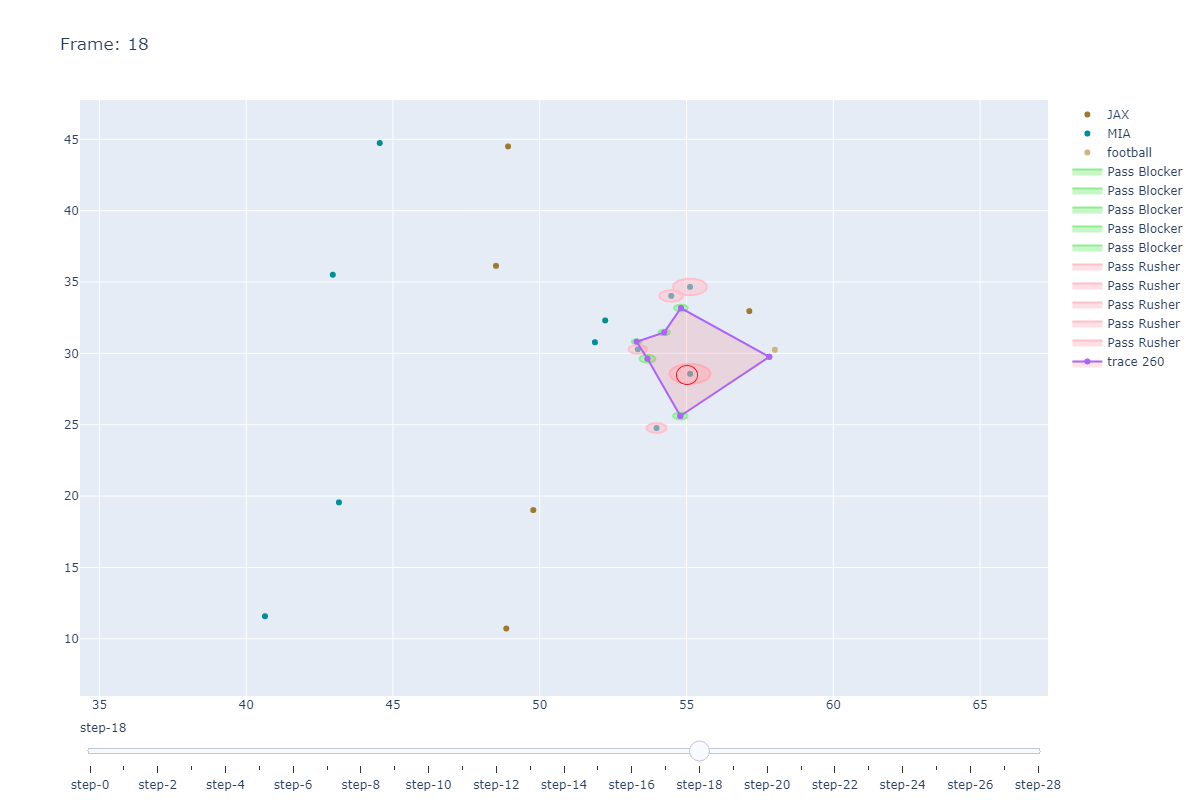 Frame: 18
JAX
MIA
football
Pass Blocker
Pass Blocker
Pass Blocker
Pass Blocker
Pass Blocker
Pass Rusher
Pass Rusher
Pass Rusher
Pass Rusher
Pass Rusher
trace 260
45
40
35
30
25
20
15
10
35 40 45 50 55 60 65
step-18
step-0 step-2 step-4 step-6 step-8 step-10 step-12 step-14 step-16 step-18 step-20 step-22 step-24 step-26 step-28